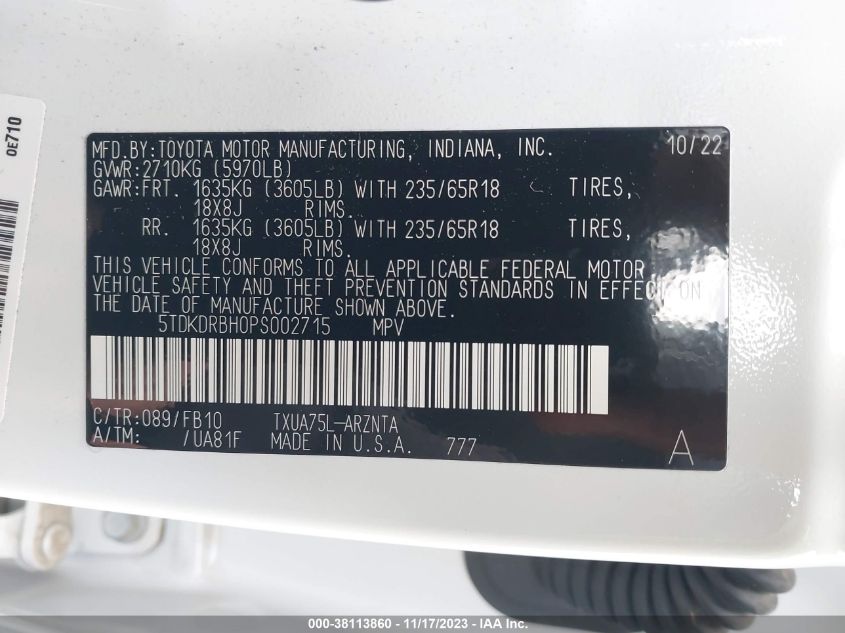 OE710
MFD.BY:TOYOTA MOTOR MANUFACTURING, INDIANA, INC. 10/22
GVWR:2710KG (5970LB)
GAWR:FRT. 1635KG (3605LB) WITH 235/65R18 TIRES,
18X8J RIMS.
RR. 1635KG (3605LB) WITH 235/65R18 TIRES,
18X8J RIMS.
THIS VEHICLE CONFORMS TO ALL APPLICABLE FEDERAL MOTOR
VEHICLE SAFETY AND THEFT PREVENTION STANDARDS IN EFFECT ON
THE DATE OF MANUFACTURE SHOWN ABOVE.
5TDKDRBH0PS002715 MPV
C/TR:089/FB10 TXUA75L-ARZNTA
A/TM: /UA81F MADE IN U.S.A. 777 A
000-38113860 - 11/17/2023 - IAA Inc.